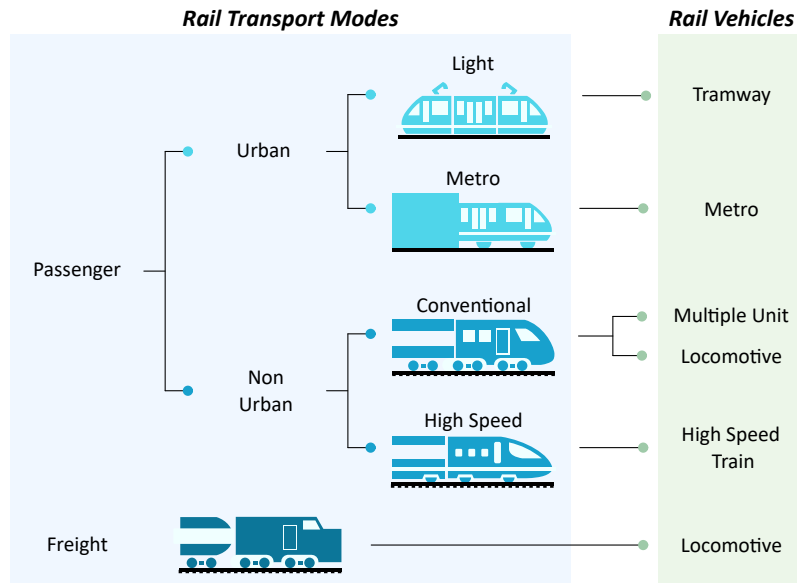 Rail Transport Modes
Rail Vehicles
Light
Tramway
Urban
Metro
Metro
Passenger
Conventional
Multiple Unit
Locomotive
Non
Urban
High Speed
High Speed
Train
Freight
Locomotive